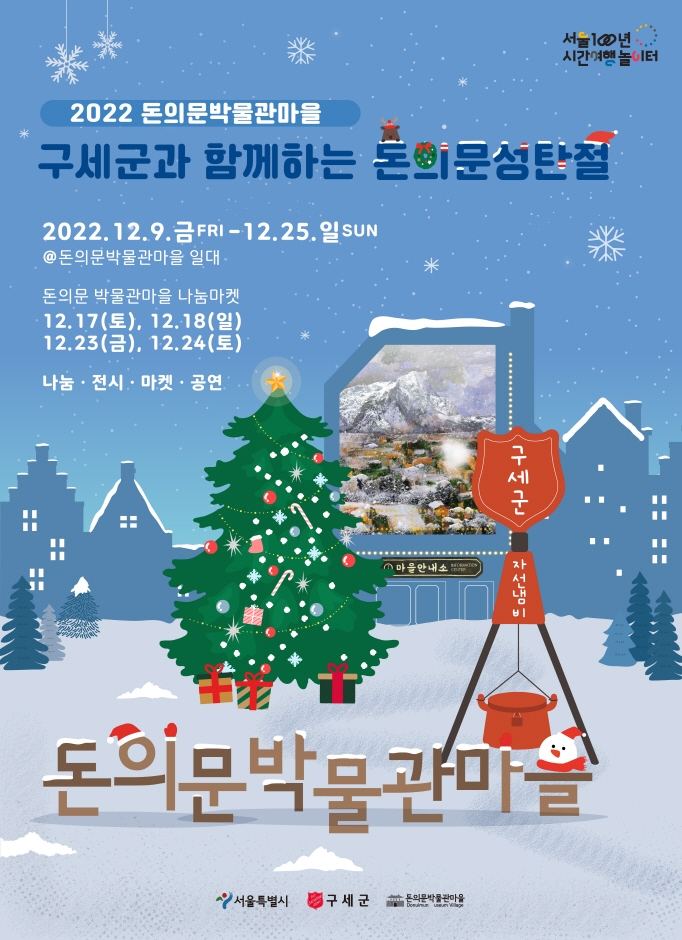 서울100년
시간여행놀이터
2022 돈의문박물관마을
구세군과 함께하는 돈의문성탄절
2022.12.9.금FRI-12.25.일SUN
@돈의문박물관마을 일대
돈의문 박물관마을 나눔마켓
12.17(토), 12.18(일)
12.23(금), 12.24(토)
나눔 · 전시 · 마켓 · 공연
구세군
마을안내소 INFORMATION CENTER
자선냄비
돈의문박물관마을
서울특별시
구세군
돈의문박물관마을
Donuimun Museum Village